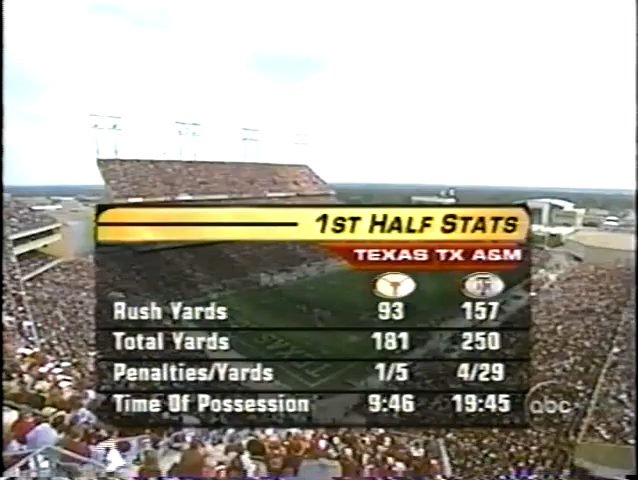 1ST HALF STATS
TEXAS TX A&M
Rush Yards 93 157
Total Yards 181 250
Penalties/Yards 1/5 4/29
Time Of Possession 9:46 19:45
abc